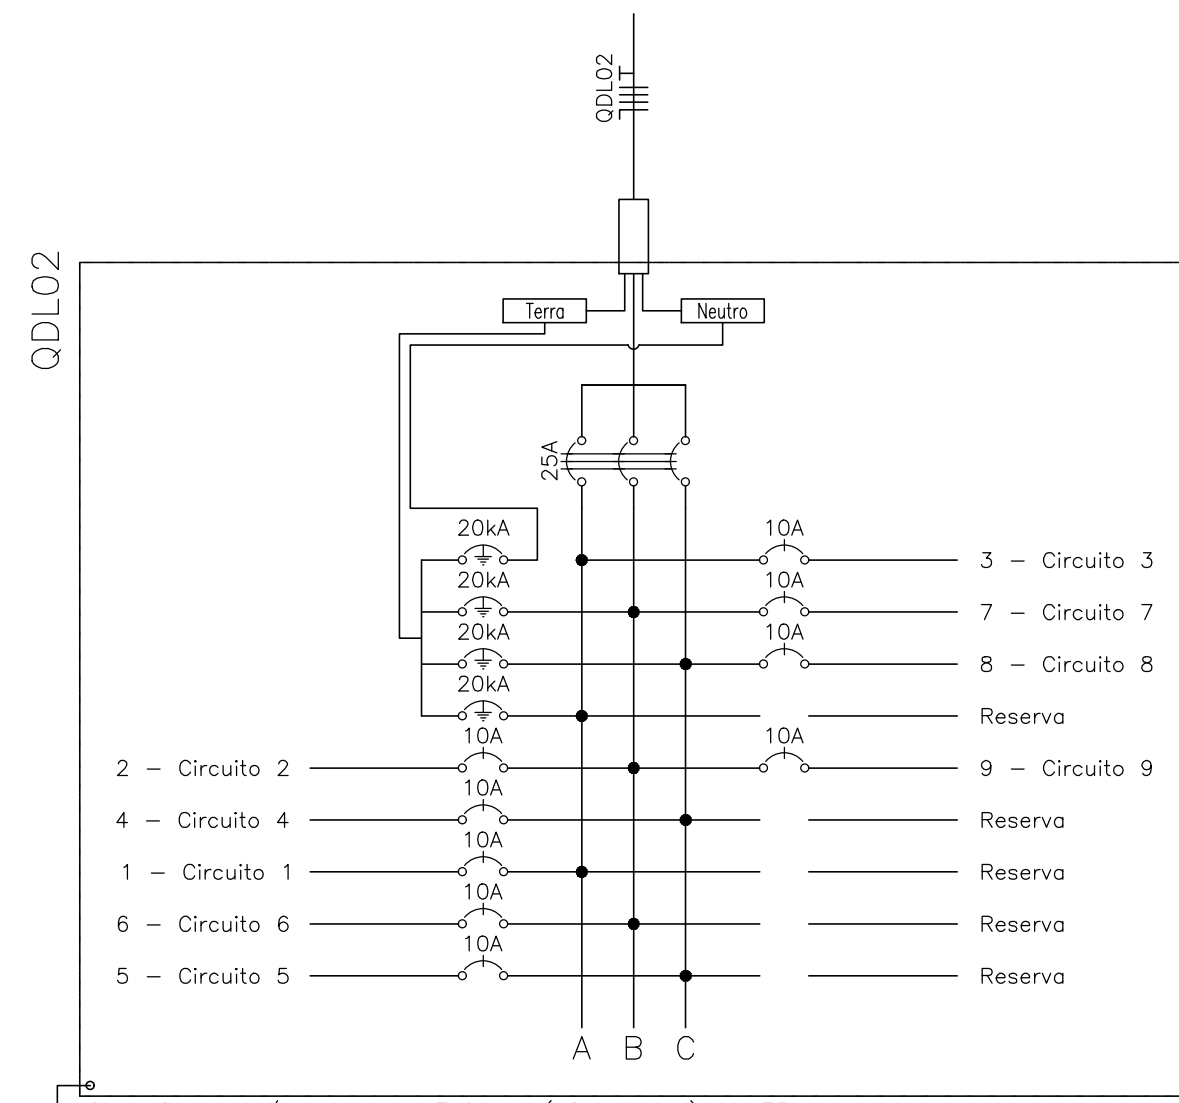 QDL02
QDL02
Terra
Neutro
25A
20kA
10A
3 - Circuito 3
20kA
10A
7 - Circuito 7
20kA
10A
8 - Circuito 8
20kA
Reserva
10A
10A
2 - Circuito 2
9 - Circuito 9
10A
4 - Circuito 4
Reserva
10A
1 - Circuito 1
Reserva
10A
6 - Circuito 6
Reserva
10A
5 - Circuito 5
Reserva
A B C